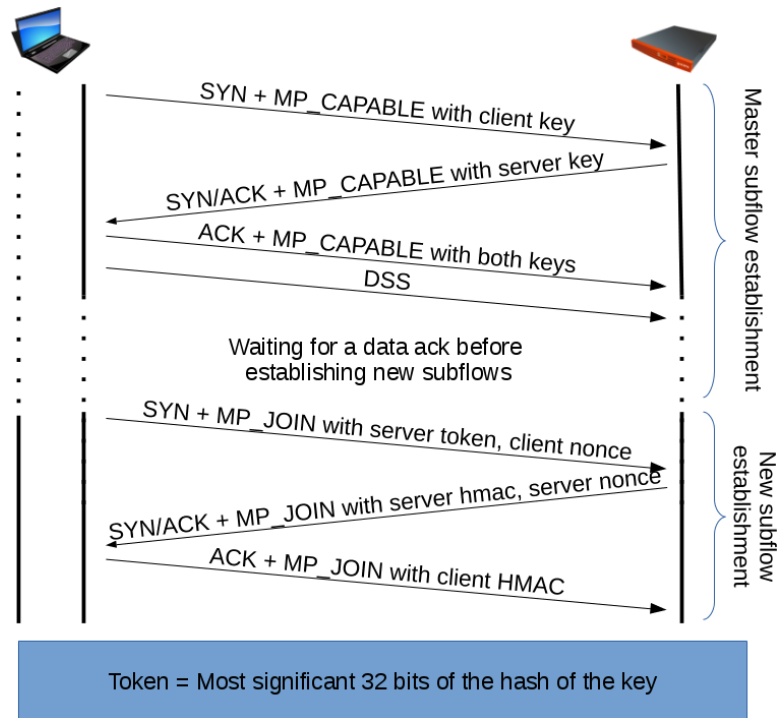 SYN + MP_CAPABLE with client key
SYN/ACK + MP_CAPABLE with server key
ACK + MP_CAPABLE with both keys
DSS
Waiting for a data ack before
establishing new subflows
Master subflow establishment
SYN + MP_JOIN with server token, client nonce
SYN/ACK + MP_JOIN with server hmac, server nonce
ACK + MP_JOIN with client HMAC
New subflow
establishment
Token = Most significant 32 bits of the hash of the key